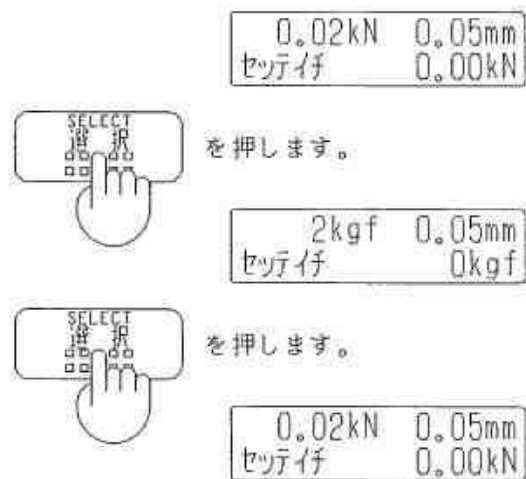 0.02kN 0.05mm
セッテイチ 0.00kN
SELECT
選 択
を押します。
2kgf 0.05mm
セッテイチ 0kgf
SELECT
選 択
を押します。
0.02kN 0.05mm
セッテイチ 0.00kN